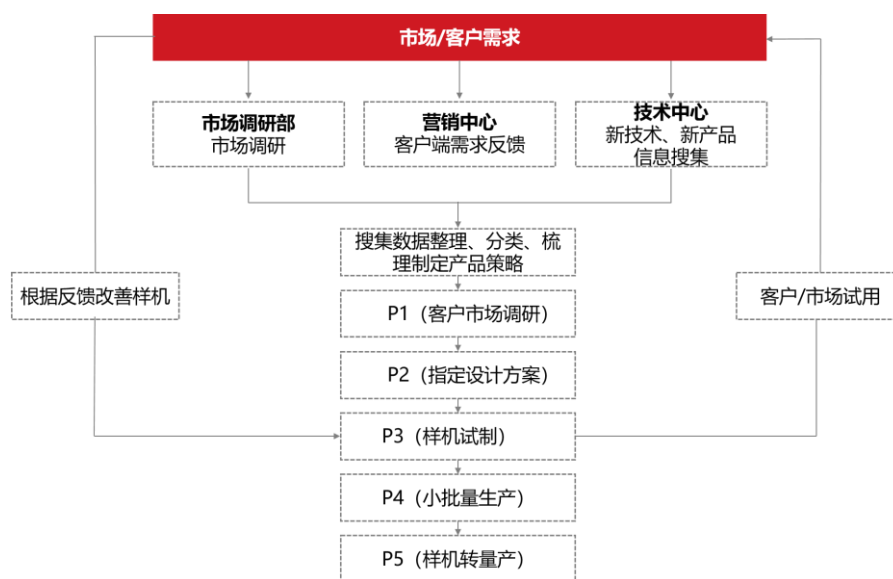 市场/客户需求
市场调研部
市场调研
营销中心
客户端需求反馈
技术中心
新技术、新产品
信息搜集
搜集数据整理、分类、梳
理制定产品策略
根据反馈改善样机
客户/市场试用
P1（客户市场调研）
P2（指定设计方案）
P3（样机试制）
P4（小批量生产）
P5（样机转量产）